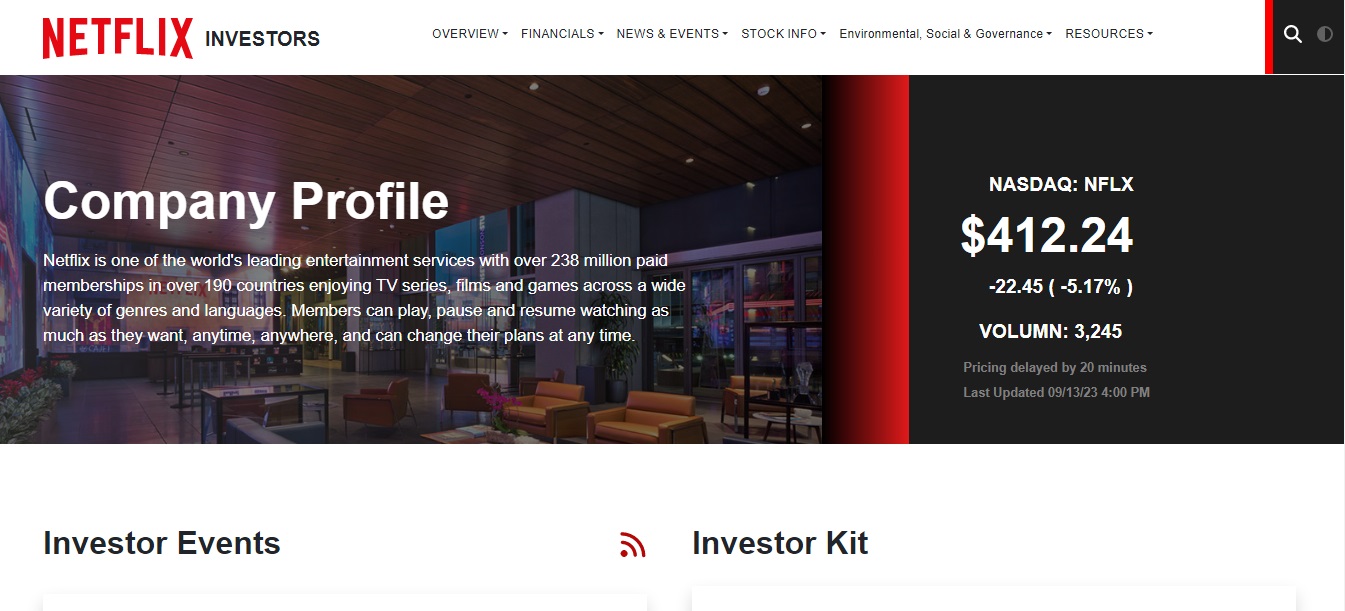 NETFLIX INVESTORS
OVERVIEW FINANCIALS NEWS & EVENTS STOCK INFO Environmental, Social & Governance RESOURCES
Company Profile
Netflix is one of the world's leading entertainment services with over 238 million paid
memberships in over 190 countries enjoying TV series, films and games across a wide
variety of genres and languages. Members can play, pause and resume watching as
much as they want, anytime, anywhere, and can change their plans at any time.
NASDAQ: NFLX
$412.24
-22.45 ( -5.17% )
VOLUMN: 3,245
Pricing delayed by 20 minutes
Last Updated 09/13/23 4:00 PM
Investor Events
Investor Kit